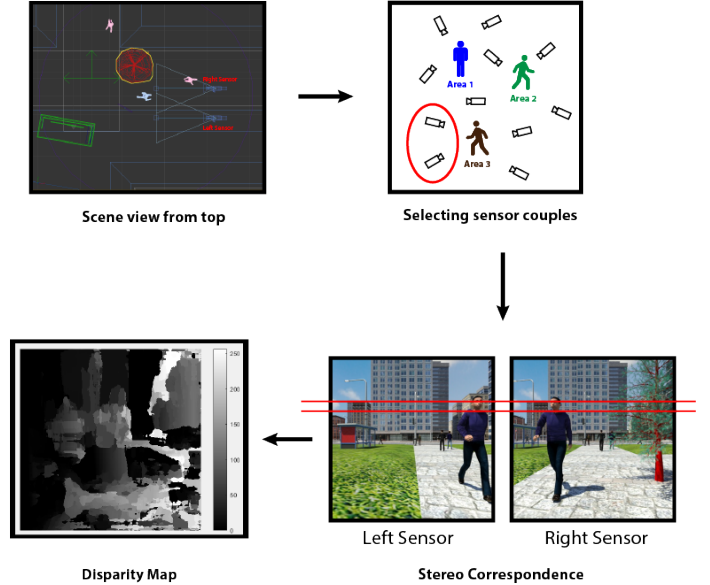 Right Sensor
Left Sensor
Scene view from top
Area 1
Area 2
Area 3
Selecting sensor couples
250
200
150
100
50
0
Disparity Map
Left Sensor
Right Sensor
Stereo Correspondence